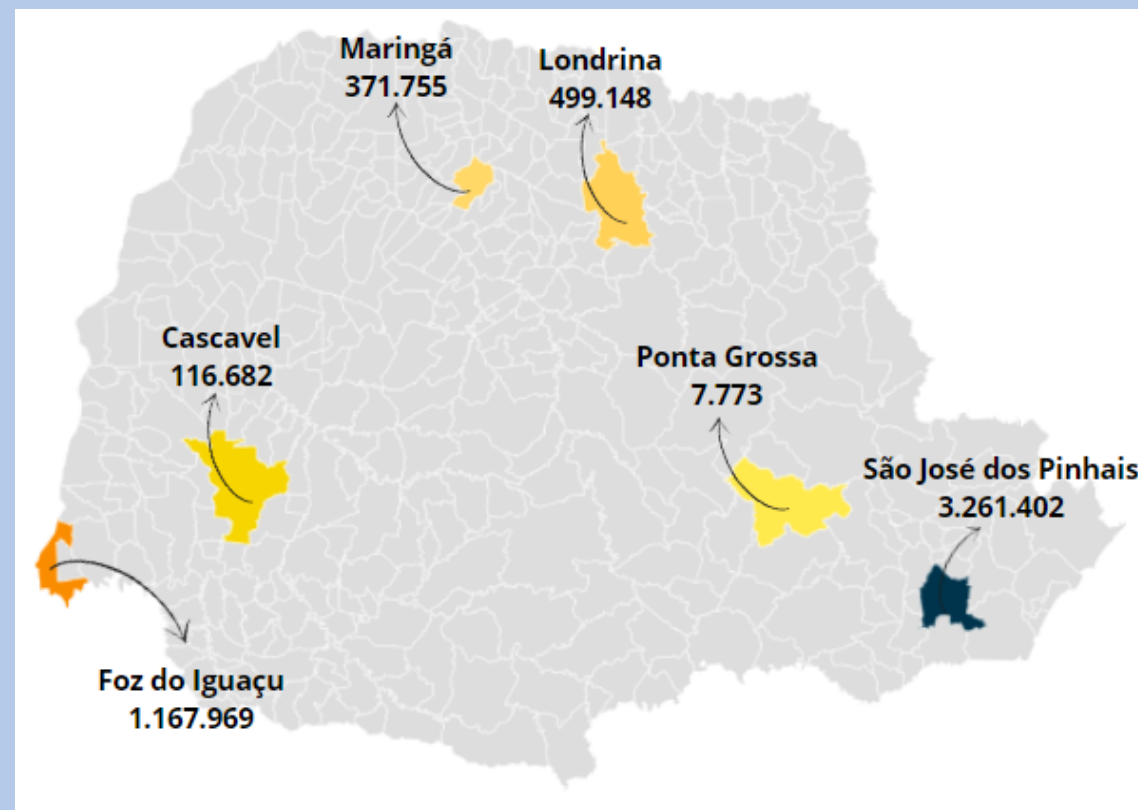 Maringá
371.755
Londrina
499.148
Cascavel
116.682
Ponta Grossa
7.773
São José dos Pinhais
3.261.402
Foz do Iguaçu
1.167.969